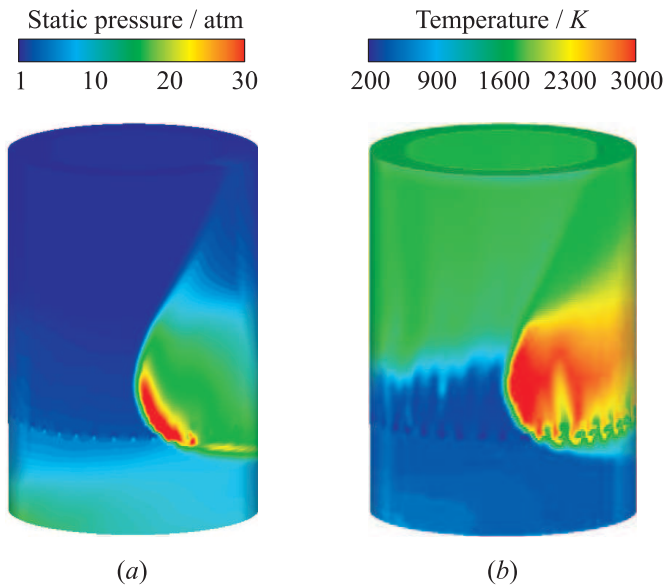 Static pressure / atm
1 10 20 30
Temperature / K
200 900 1600 2300 3000
(a)
(b)